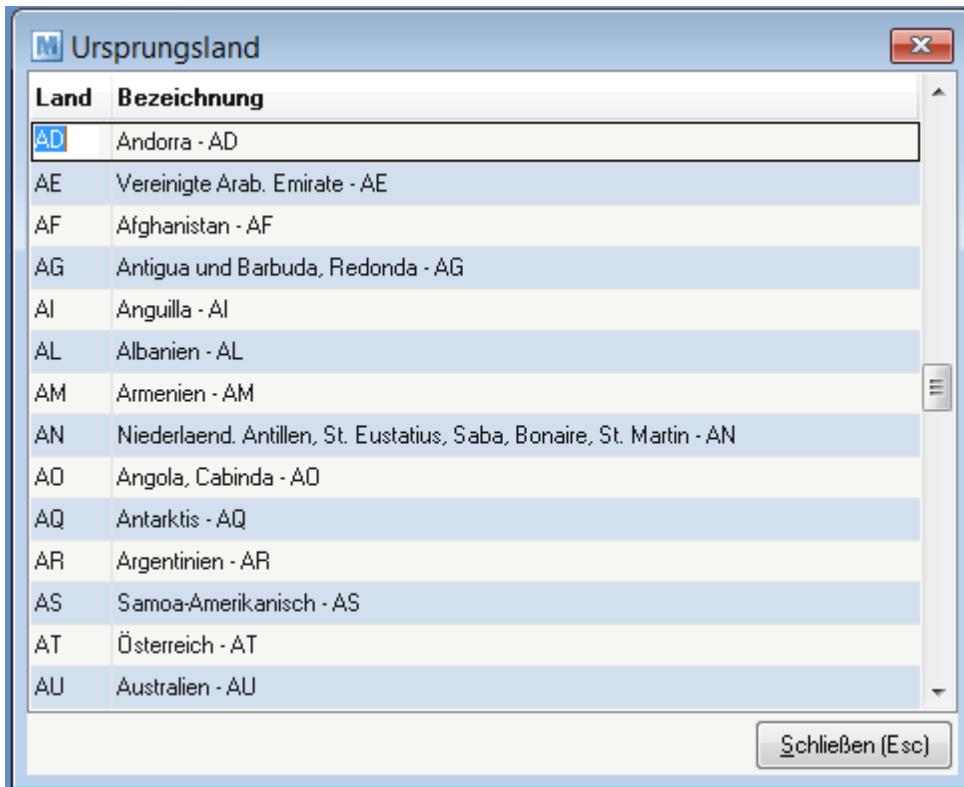 Ursprungsland
Land Bezeichnung
AD Andorra - AD
AE Vereinigte Arab. Emirate - AE
AF Afghanistan - AF
AG Antigua und Barbuda, Redonda - AG
AI Anguilla - AI
AL Albanien - AL
AM Armenien - AM
AN Niederlaend. Antillen, St. Eustatius, Saba, Bonaire, St. Martin - AN
AO Angola, Cabinda - AO
AQ Antarktis - AQ
AR Argentinien - AR
AS Samoa-Amerikanisch - AS
AT Österreich - AT
AU Australien - AU
Schließen (Esc)